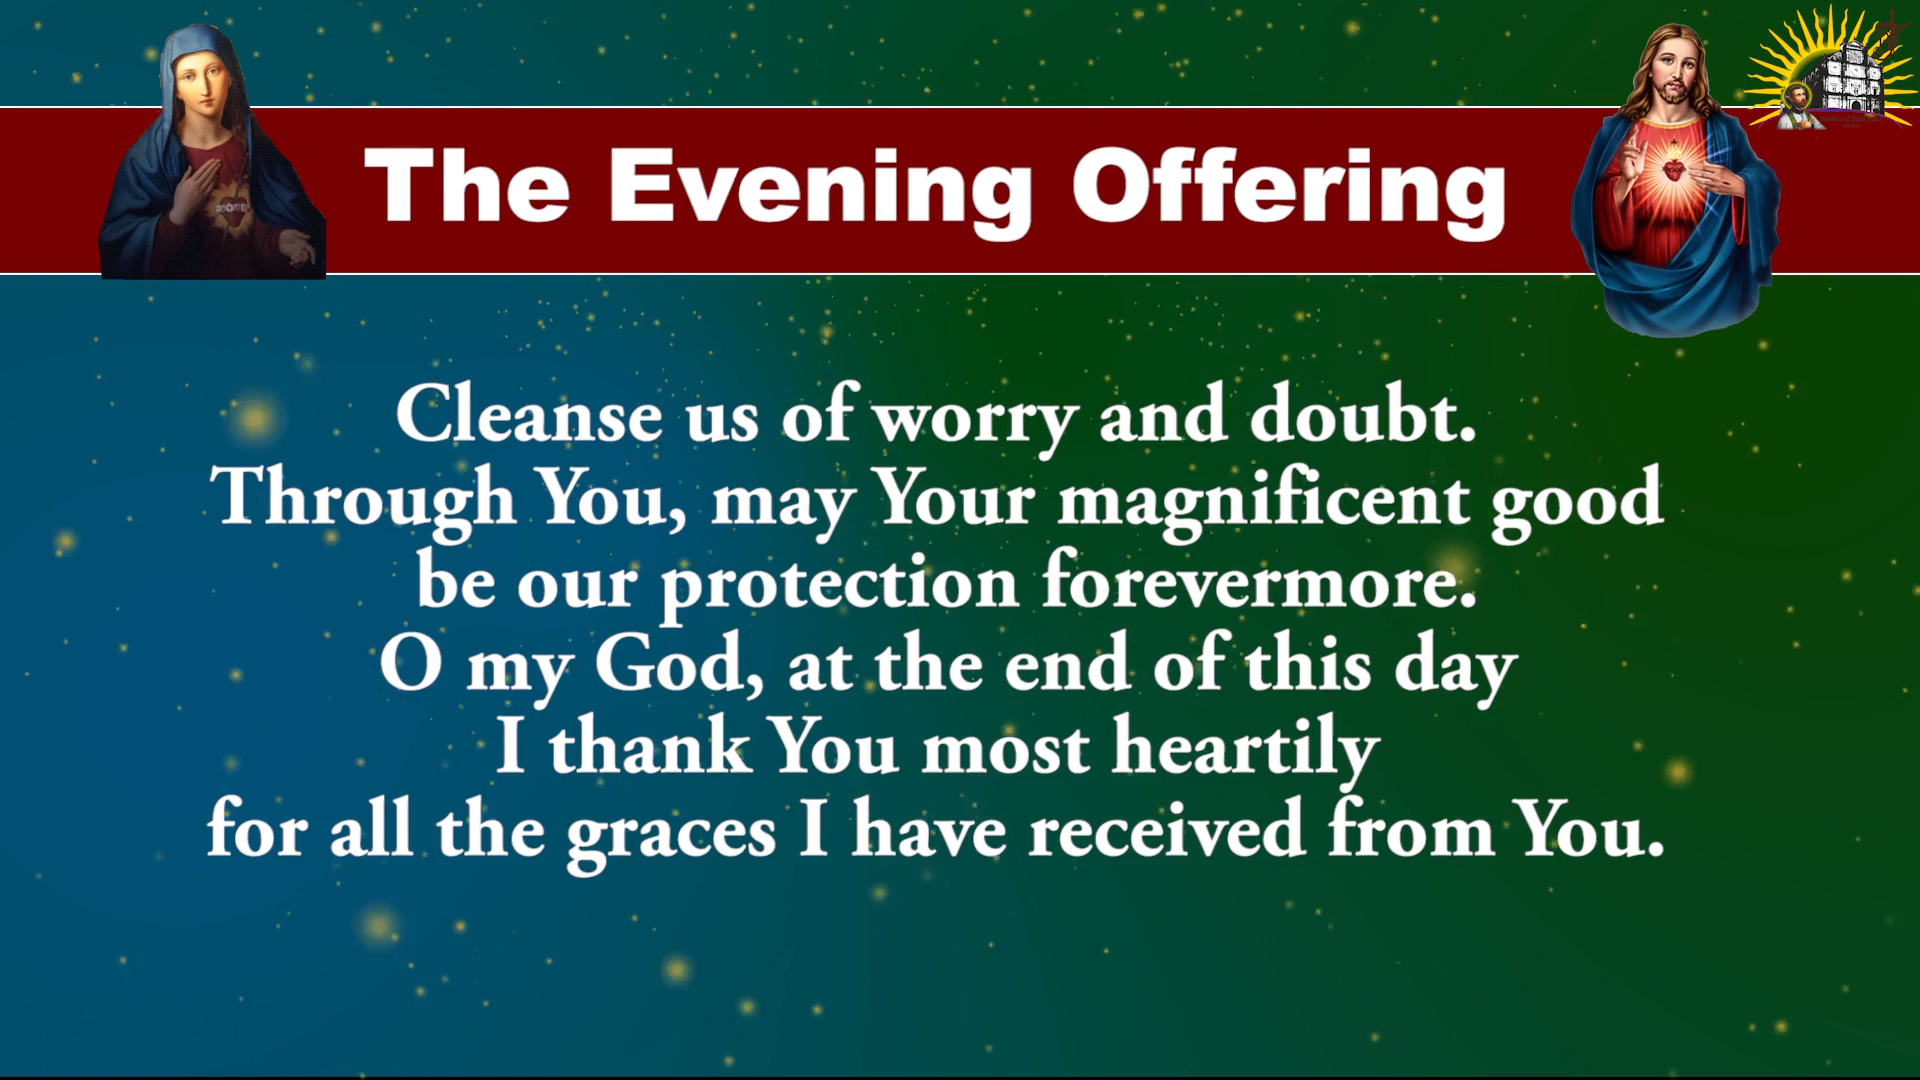 The Evening Offering
Cleanse us of worry and doubt.
Through You, may Your magnificent good
be our protection forevermore.
O my God, at the end of this day
I thank You most heartily
for all the graces I have received from You.